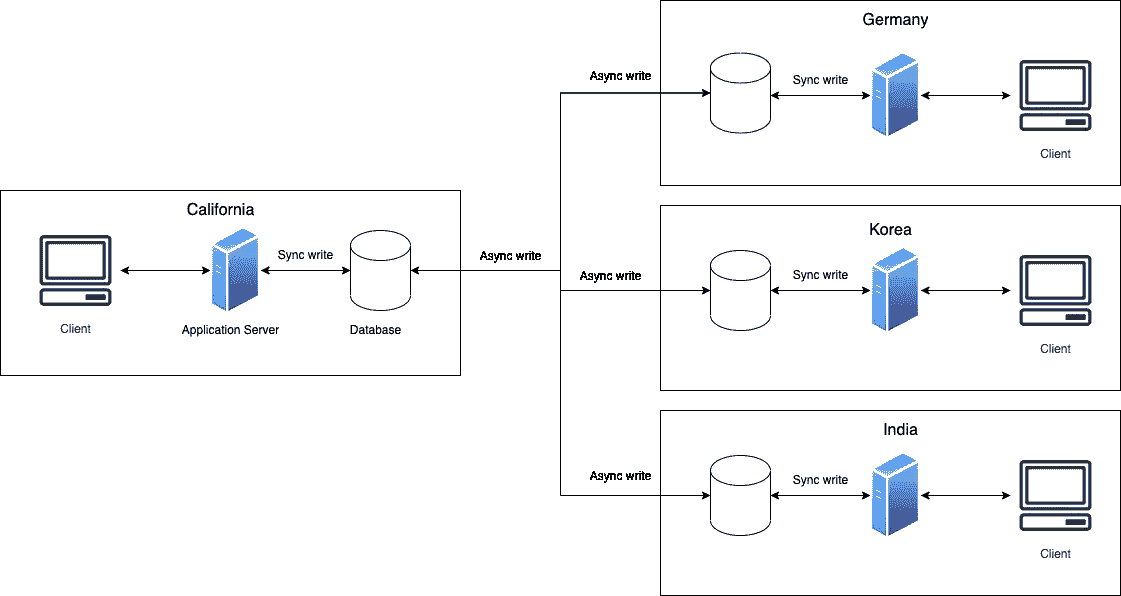 Germany
Async write
Sync write
Client
California
Sync write
Client
Application Server
Database
Async write
Korea
Async write
Sync write
Client
India
Async write
Sync write
Client